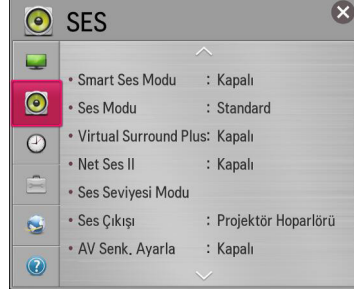 SES
• Smart Ses Modu : Kapalı
• Ses Modu : Standard
• Virtual Surround Plus: Kapalı
• Net Ses II : Kapalı
• Ses Seviyesi Modu
• Ses Çıkışı : Projektör Hoparlörü
• AV Senk. Ayarla : Kapalı